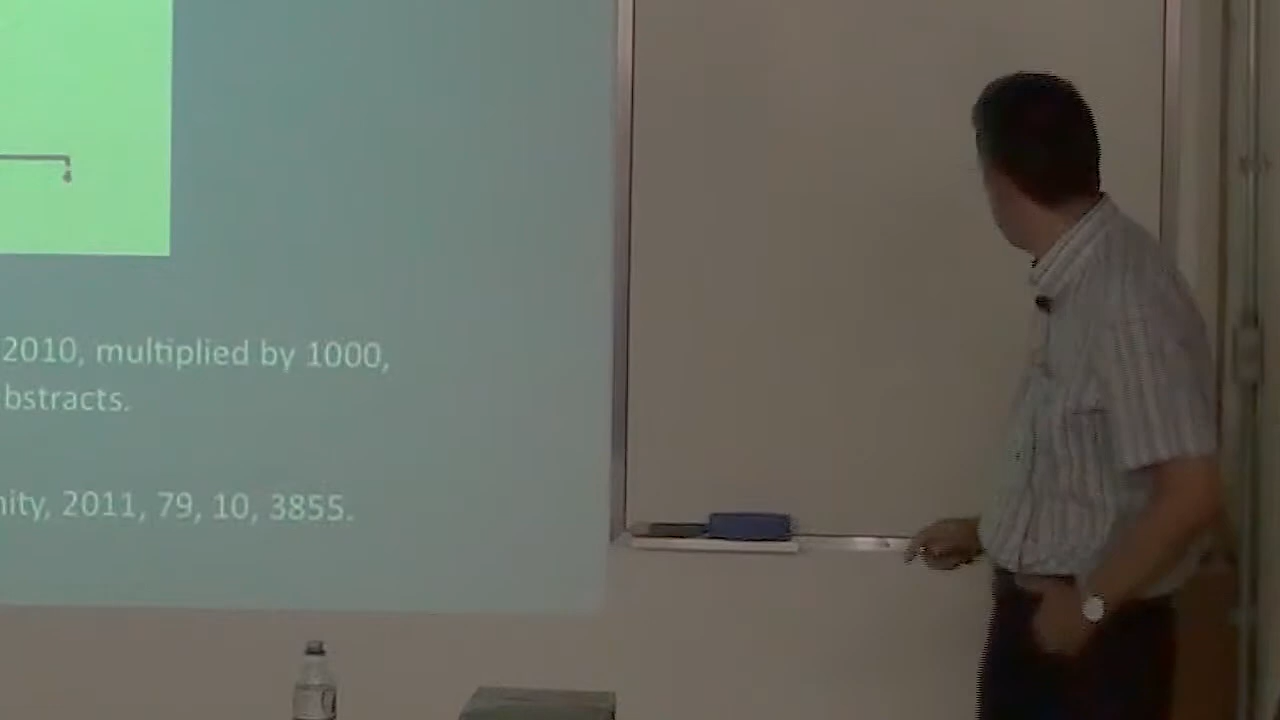 2010, multiplied by 1000,
bstracts.
nity, 2011, 79, 10, 3855.